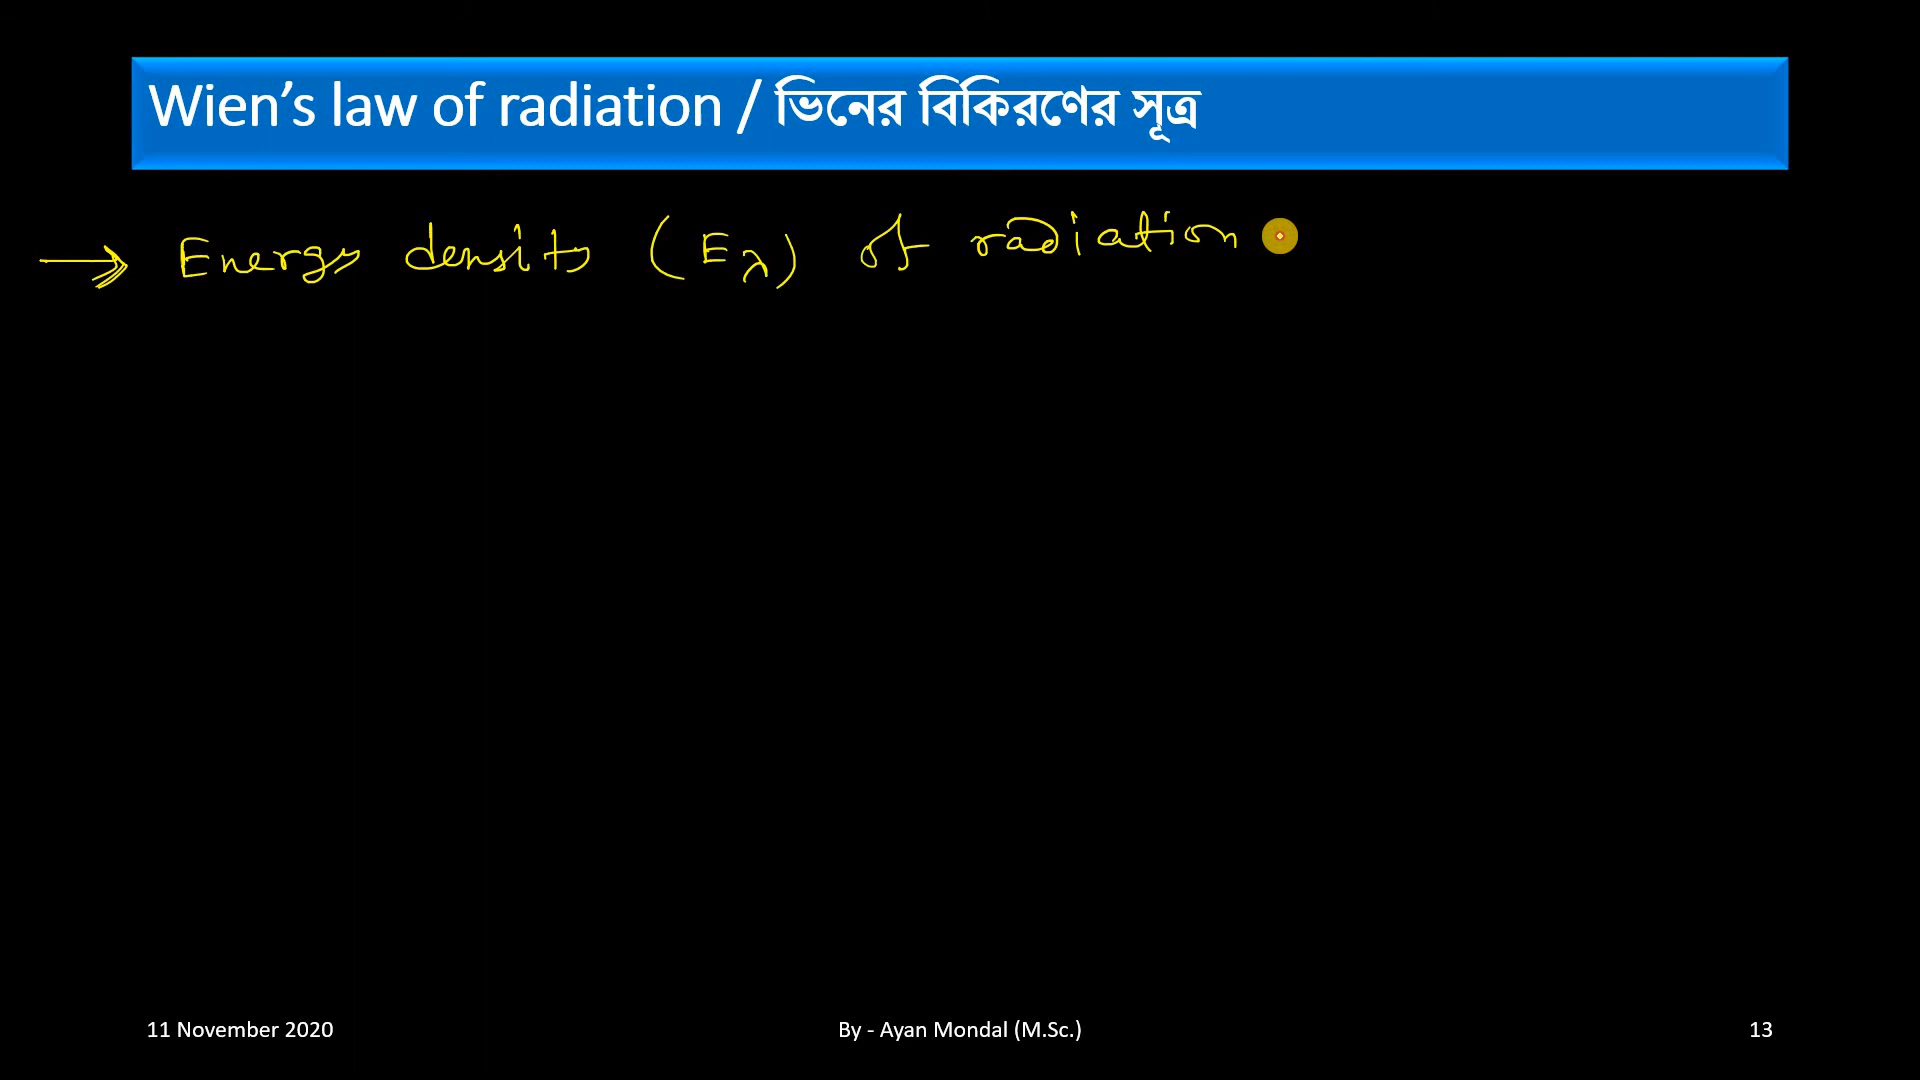 Wien’s law of radiation / ভিনের বিকিরণের সূত্র
→ Energy density (Eλ) of radiation
11 November 2020
By - Ayan Mondal (M.Sc.)
13